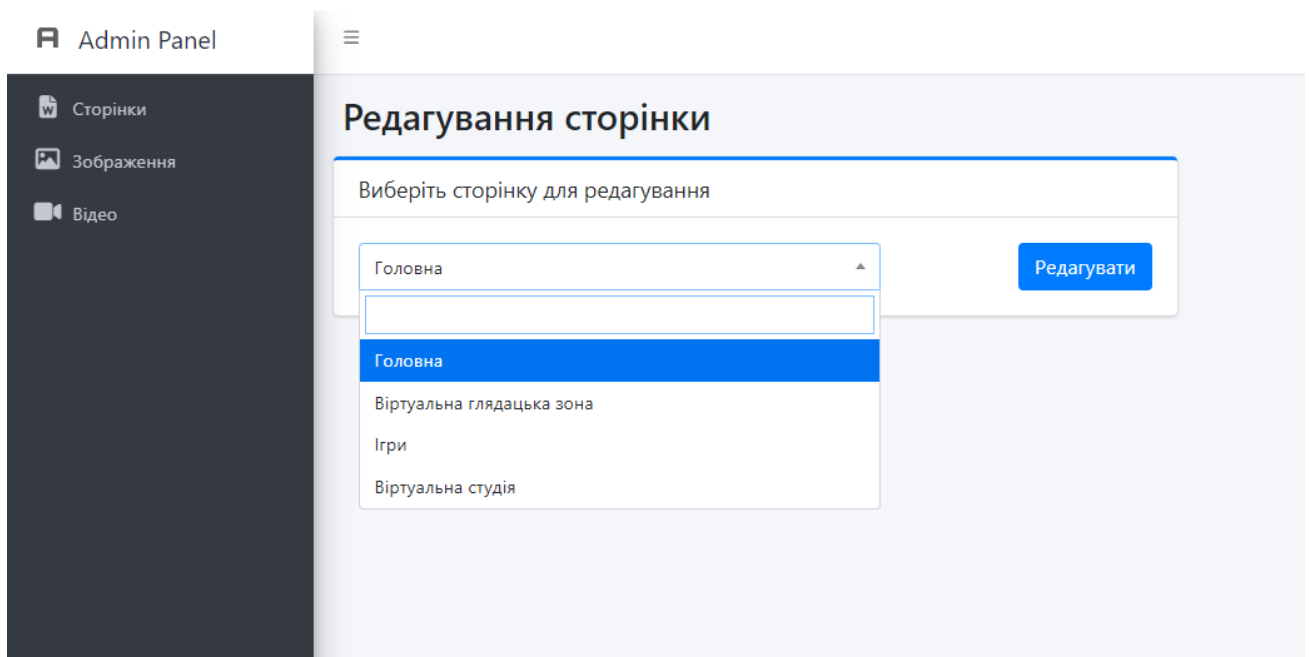 Admin Panel
Сторінки
Зображення
Відео
Редагування сторінки
Виберіть сторінку для редагування
Головна
Редагувати
Головна
Віртуальна глядацька зона
Ігри
Віртуальна студія